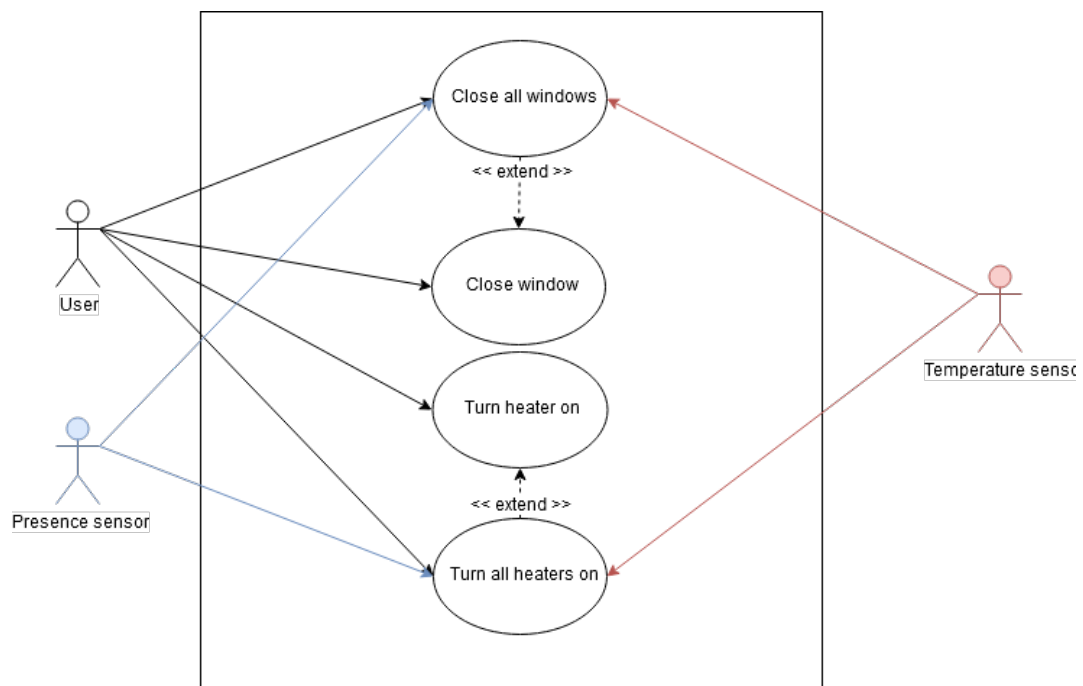 Close all windows
<< extend >>
User
Close window
Temperature senso
Turn heater on
Presence sensor
<< extend >>
Turn all heaters on